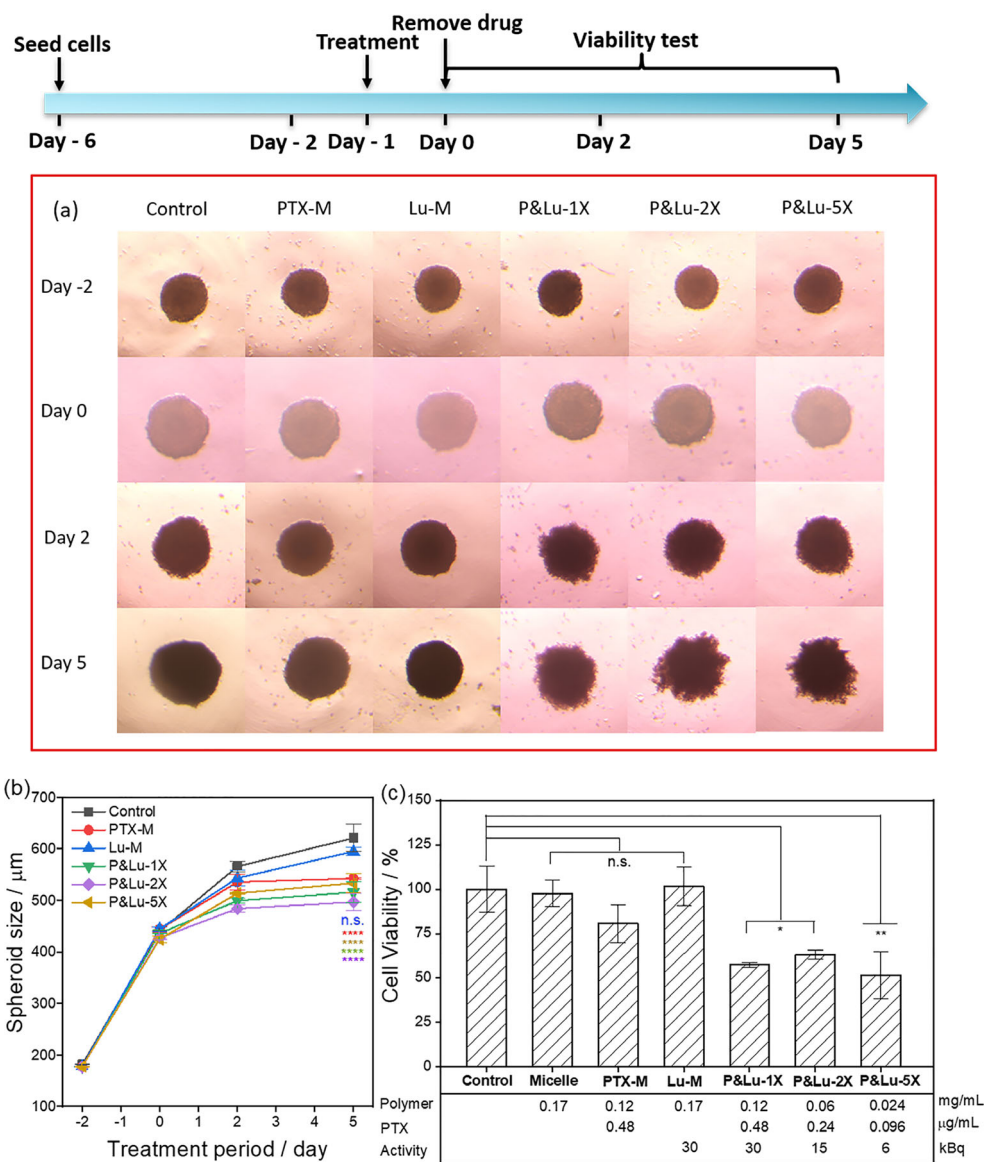 Seed cells
Treatment
Remove drug
Viability test
Day - 6
Day - 2
Day - 1
Day 0
Day 2
Day 5
(a)
Control PTX-M Lu-M P&Lu-1X P&Lu-2X P&Lu-5X
Day -2
Day 0
Day 2
Day 5
(b)
700
600
500
400
300
200
100
Spheroid size / μm
Control
PTX-M
Lu-M
P&Lu-1X
P&Lu-2X
P&Lu-5X
n.s.
****
****
****
****
-2 -1 0 1 2 3 4 5
Treatment period / day
(c)
150
125
100
75
50
25
0
Cell Viability / %
n.s.
*
**
Control Micelle PTX-M Lu-M P&Lu-1X P&Lu-2X P&Lu-5X
Polymer 0.17 0.12 0.17 0.12 0.06 0.024 mg/mL
PTX 0.48 0.48 0.24 0.096 μg/mL
Activity 30 30 15 6 kBq